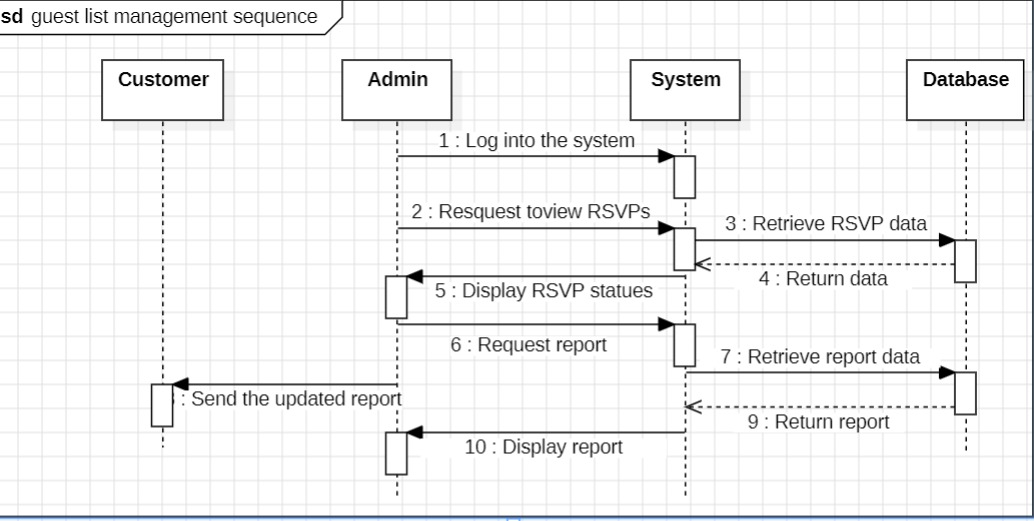 sd guest list management sequence
Customer
Admin
System
Database
1 : Log into the system
2 : Resquest toview RSVPs
3 : Retrieve RSVP data
4 : Return data
5 : Display RSVP statues
6 : Request report
7 : Retrieve report data
: Send the updated report
9 : Return report
10 : Display report